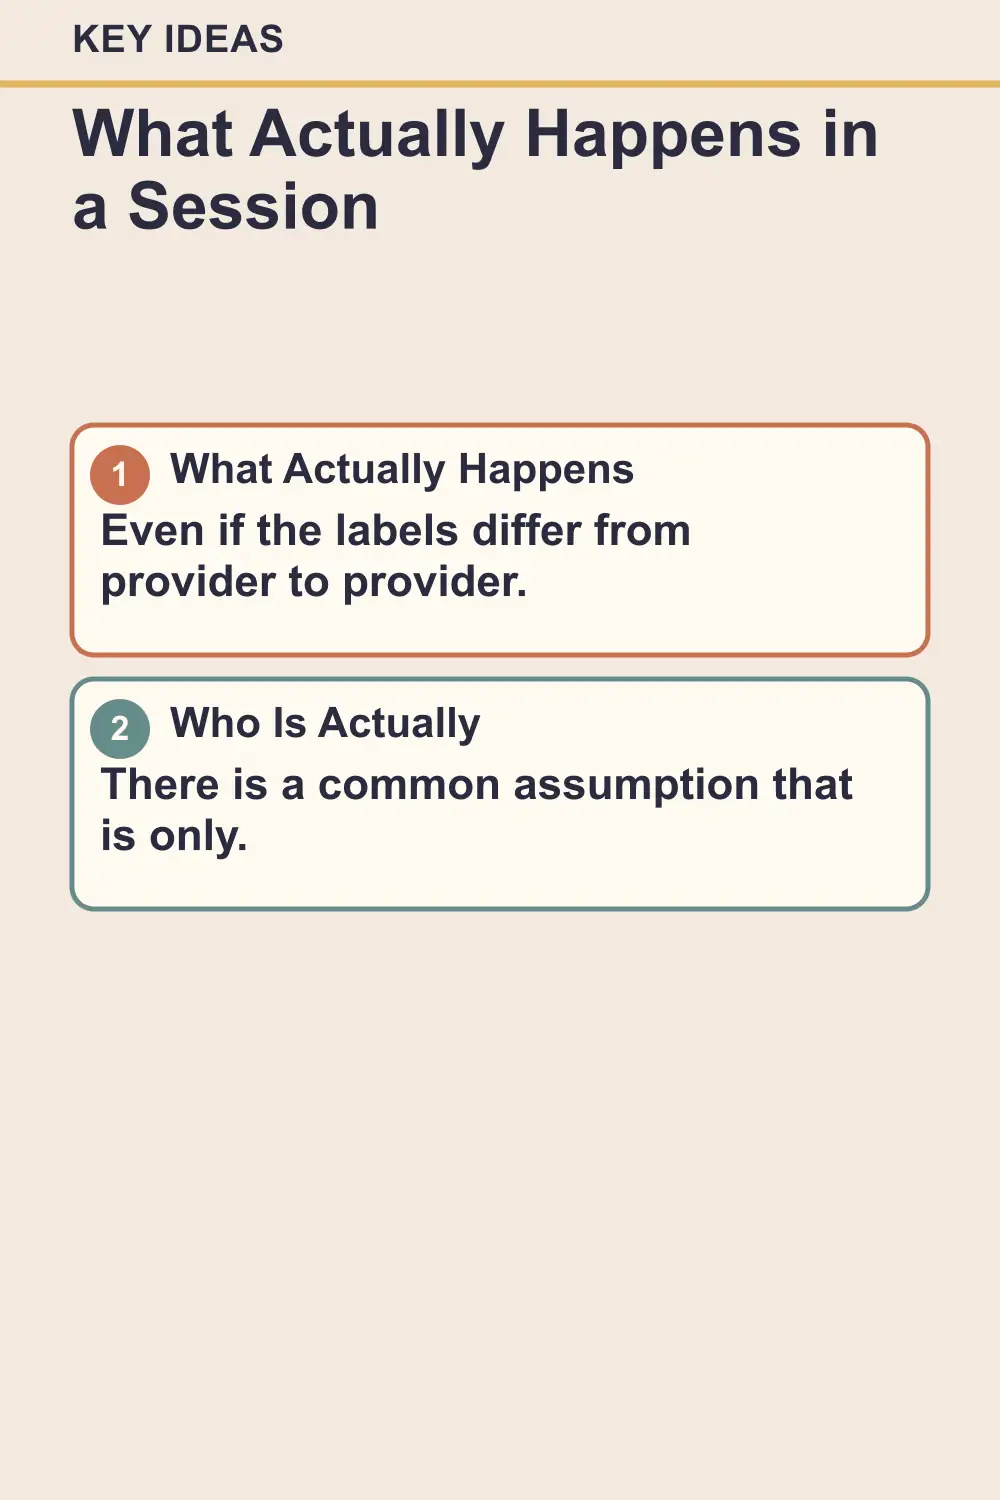 KEY IDEAS
What Actually Happens in
a Session
1 What Actually Happens
Even if the labels differ from
provider to provider.
2 Who Is Actually
There is a common assumption that
is only.